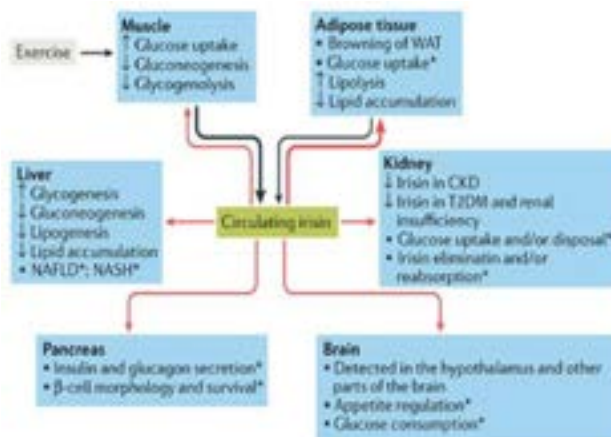 Exercise
Muscle
↑ Glucose uptake
↓ Gluconeogenesis
↓ Glycogenolysis
Adipose tissue
• Browning of WAT
• Glucose uptake*
↑ Lipolysis
↓ Lipid accumulation
Liver
↑ Glycogenesis
↓ Gluconeogenesis
↓ Lipogenesis
↓ Lipid accumulation
• NAFLD*; NASH*
Circulating irisin
Kidney
↓ Irisin in CKD
↓ Irisin in T2DM and renal
insufficiency
• Glucose uptake and/or disposal*
• Irisin eliminatin and/or
reabsorption*
Pancreas
• Insulin and glucagon secretion*
• β-cell morphology and survival*
Brain
• Detected in the hypothalamus and other
parts of the brain
• Appetite regulation*
• Glucose consumption*